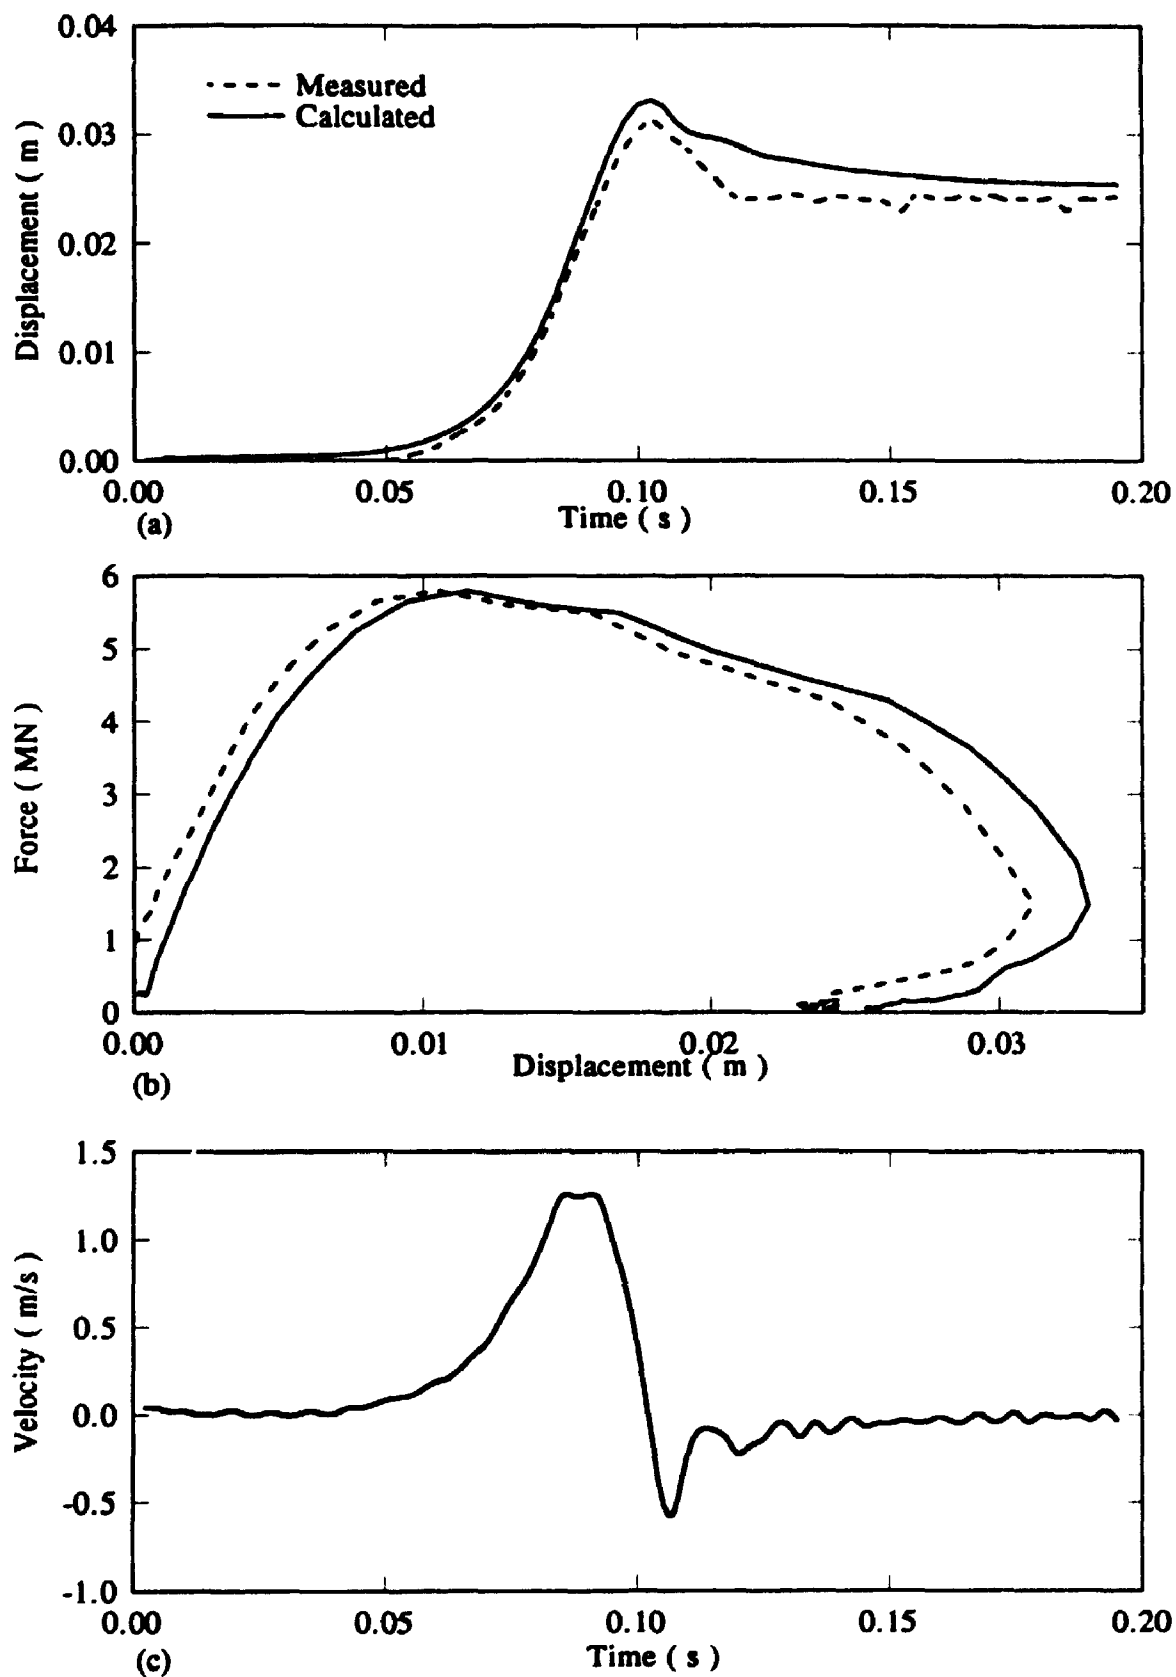 0.04
Measured
Calculated
0.03
0.02
0.01
0.00
Displacement ( m )
0.00 0.05 0.10 0.15 0.20
(a) Time ( s )
6
5
4
3
2
1
0
Force ( MN )
0.00 0.01 0.02 0.03
(b) Displacement ( m )
1.5
1.0
0.5
0.0
-0.5
-1.0
Velocity ( m/s )
0.00 0.05 0.10 0.15 0.20
(c) Time ( s )